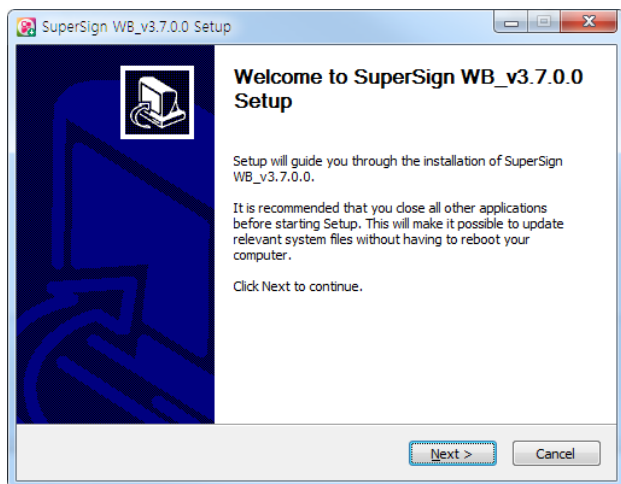 SuperSign WB_v3.7.0.0 Setup
Welcome to SuperSign WB_v3.7.0.0
Setup
Setup will guide you through the installation of SuperSign
WB_v3.7.0.0.
It is recommended that you close all other applications
before starting Setup. This will make it possible to update
relevant system files without having to reboot your
computer.
Click Next to continue.
Next >
Cancel